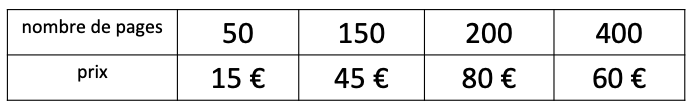 nombre de pages 50 150 200 400
prix 15 € 45 € 80 € 60 €